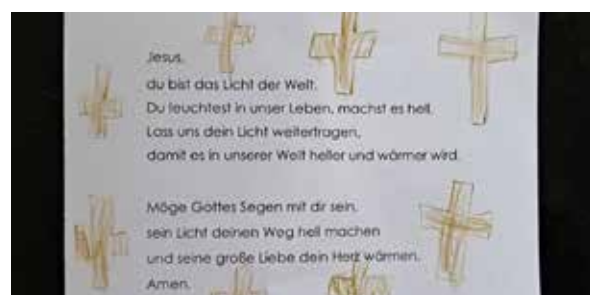 Jesus,
du bist das Licht der Welt.
Du leuchtest in unser Leben, machst es hell.
Lass uns dein Licht weitertragen,
damit es in unserer Welt heller und wärmer wird.
Möge Gottes Segen mit dir sein,
sein Licht deinen Weg hell machen
und seine große Liebe dein Herz wärmen.
Amen.